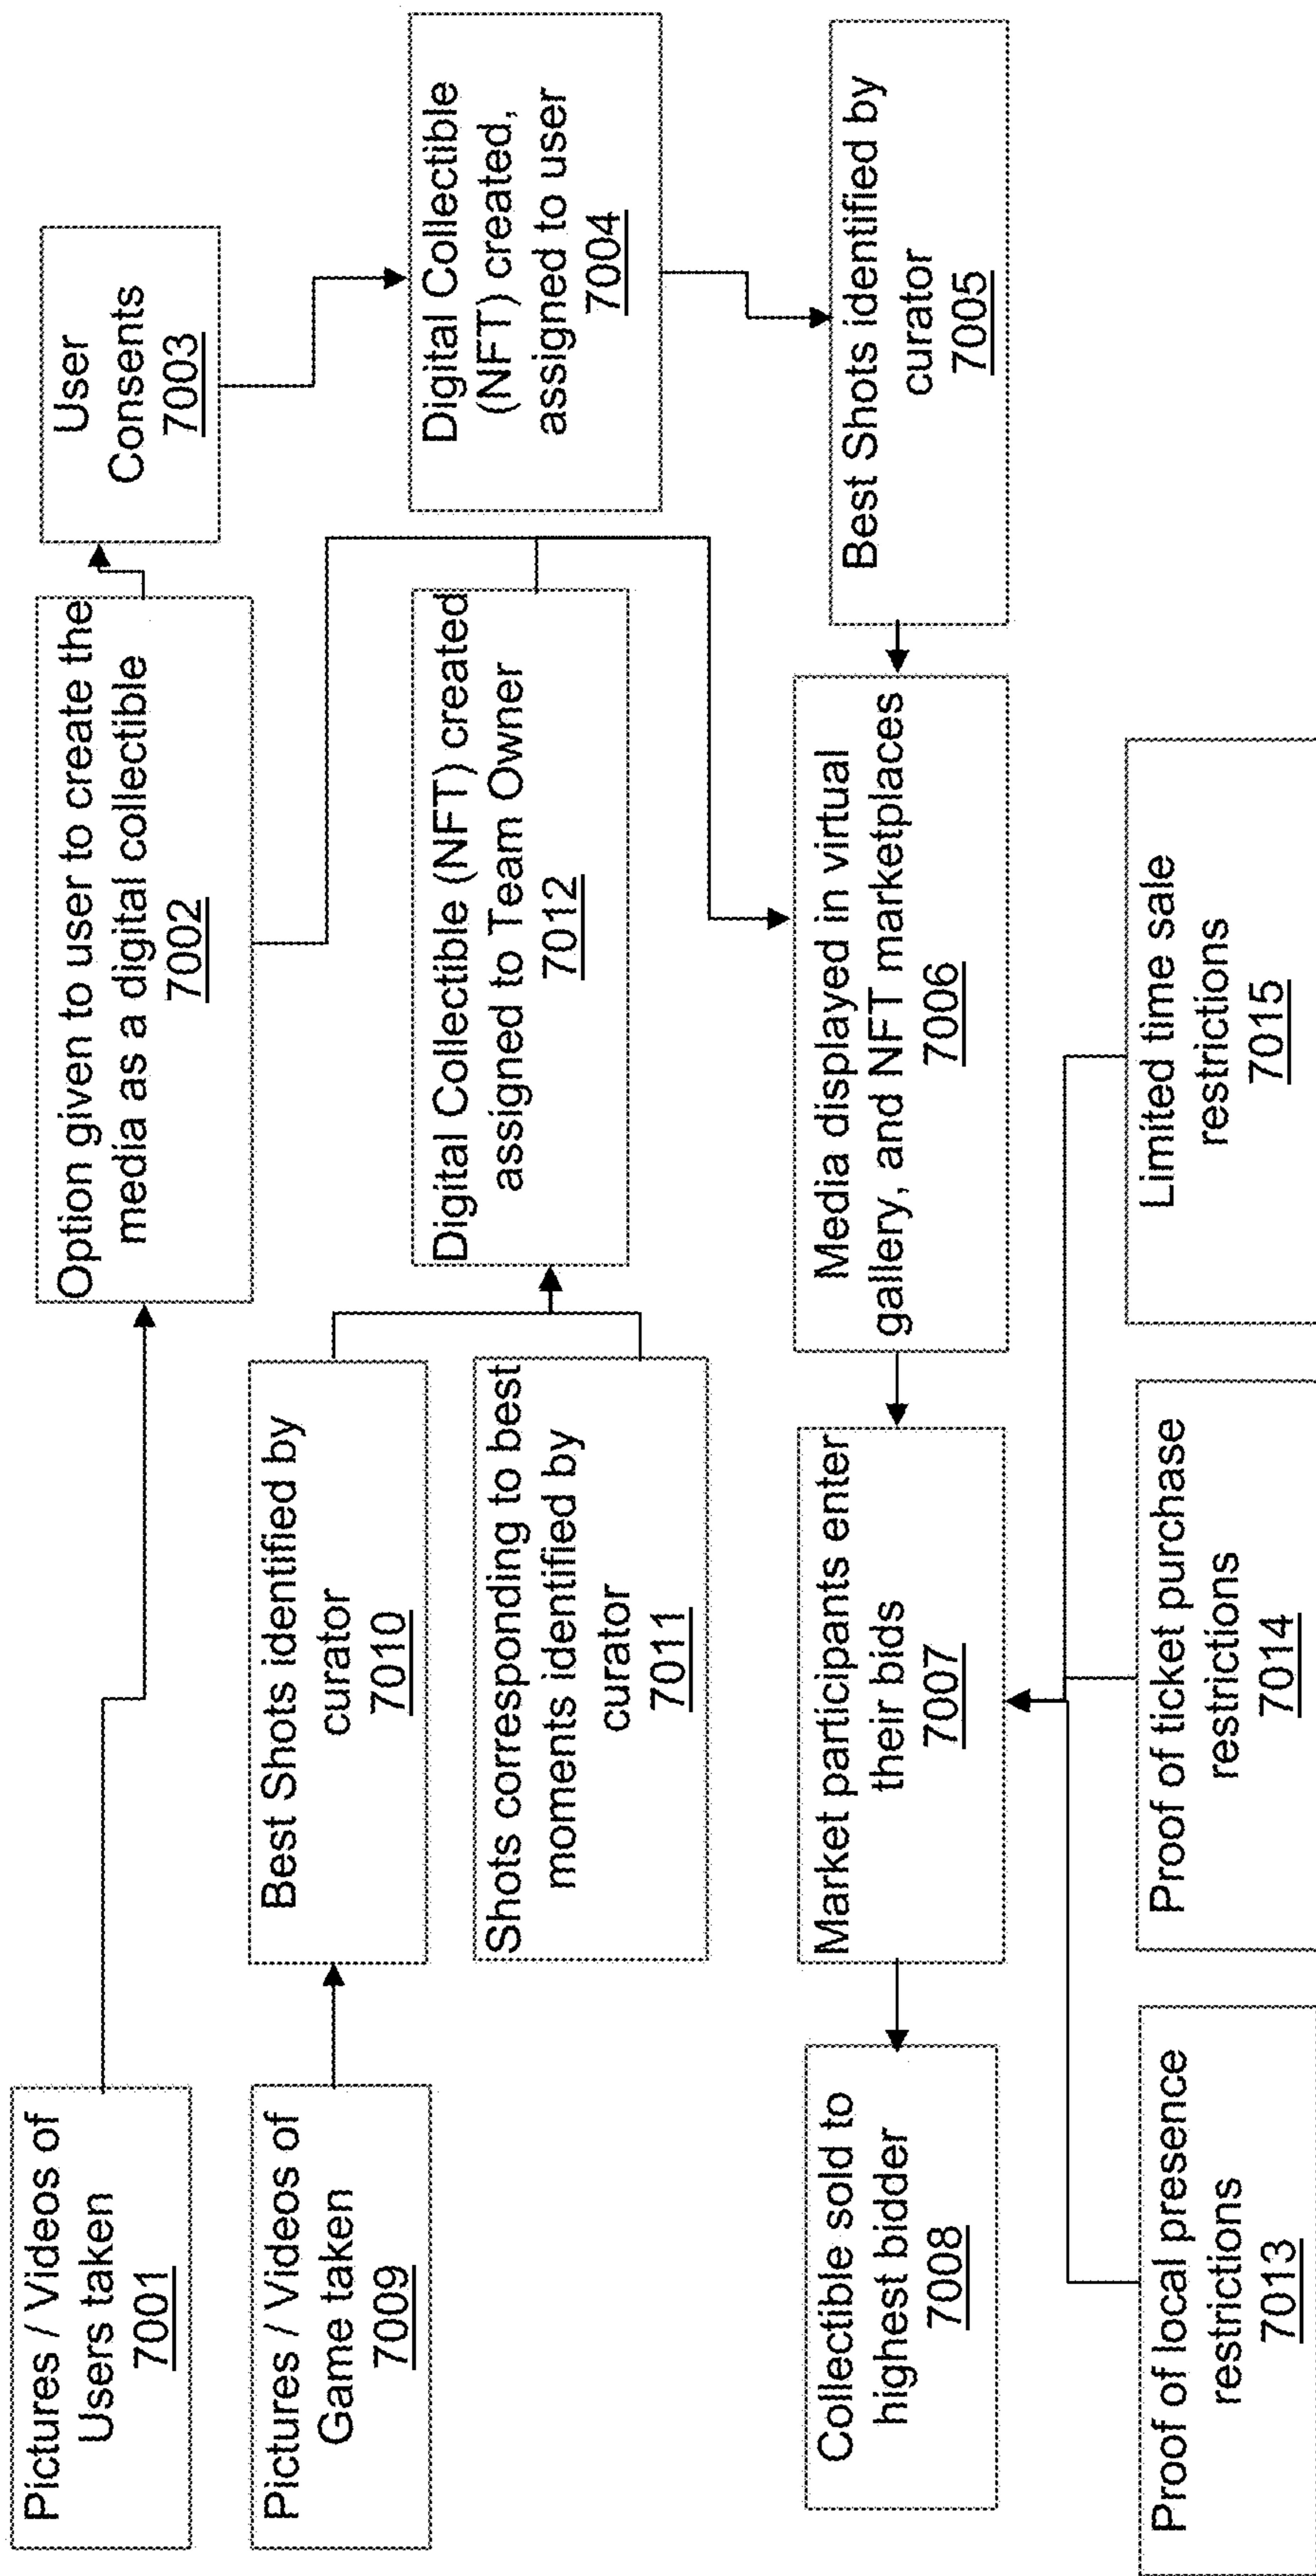 Pictures / Videos of
Users taken
7001
Option given to user to create the
media as a digital collectible
7002
User
Consents
7003
Pictures / Videos of
Game taken
7009
Best Shots identified by
curator
7010
Shots corresponding to best
moments identified by
curator
7011
Digital Collectible (NFT) created
assigned to Team Owner
7012
Digital Collectible
(NFT) created,
assigned to user
7004
Collectible sold to
highest bidder
7008
Market participants enter
their bids
7007
Media displayed in virtual
gallery, and NFT marketplaces
7006
Best Shots identified by
curator
7005
Proof of local presence
restrictions
7013
Proof of ticket purchase
restrictions
7014
Limited time sale
restrictions
7015